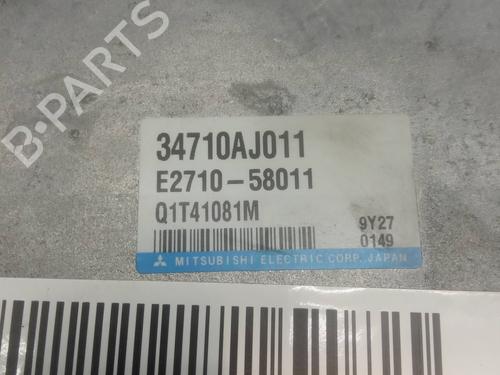 B-PARTS
34710AJ011
E2710-58011
Q1T41081M
9Y27
0149
MITSUBISHI ELECTRIC CORP. JAPAN